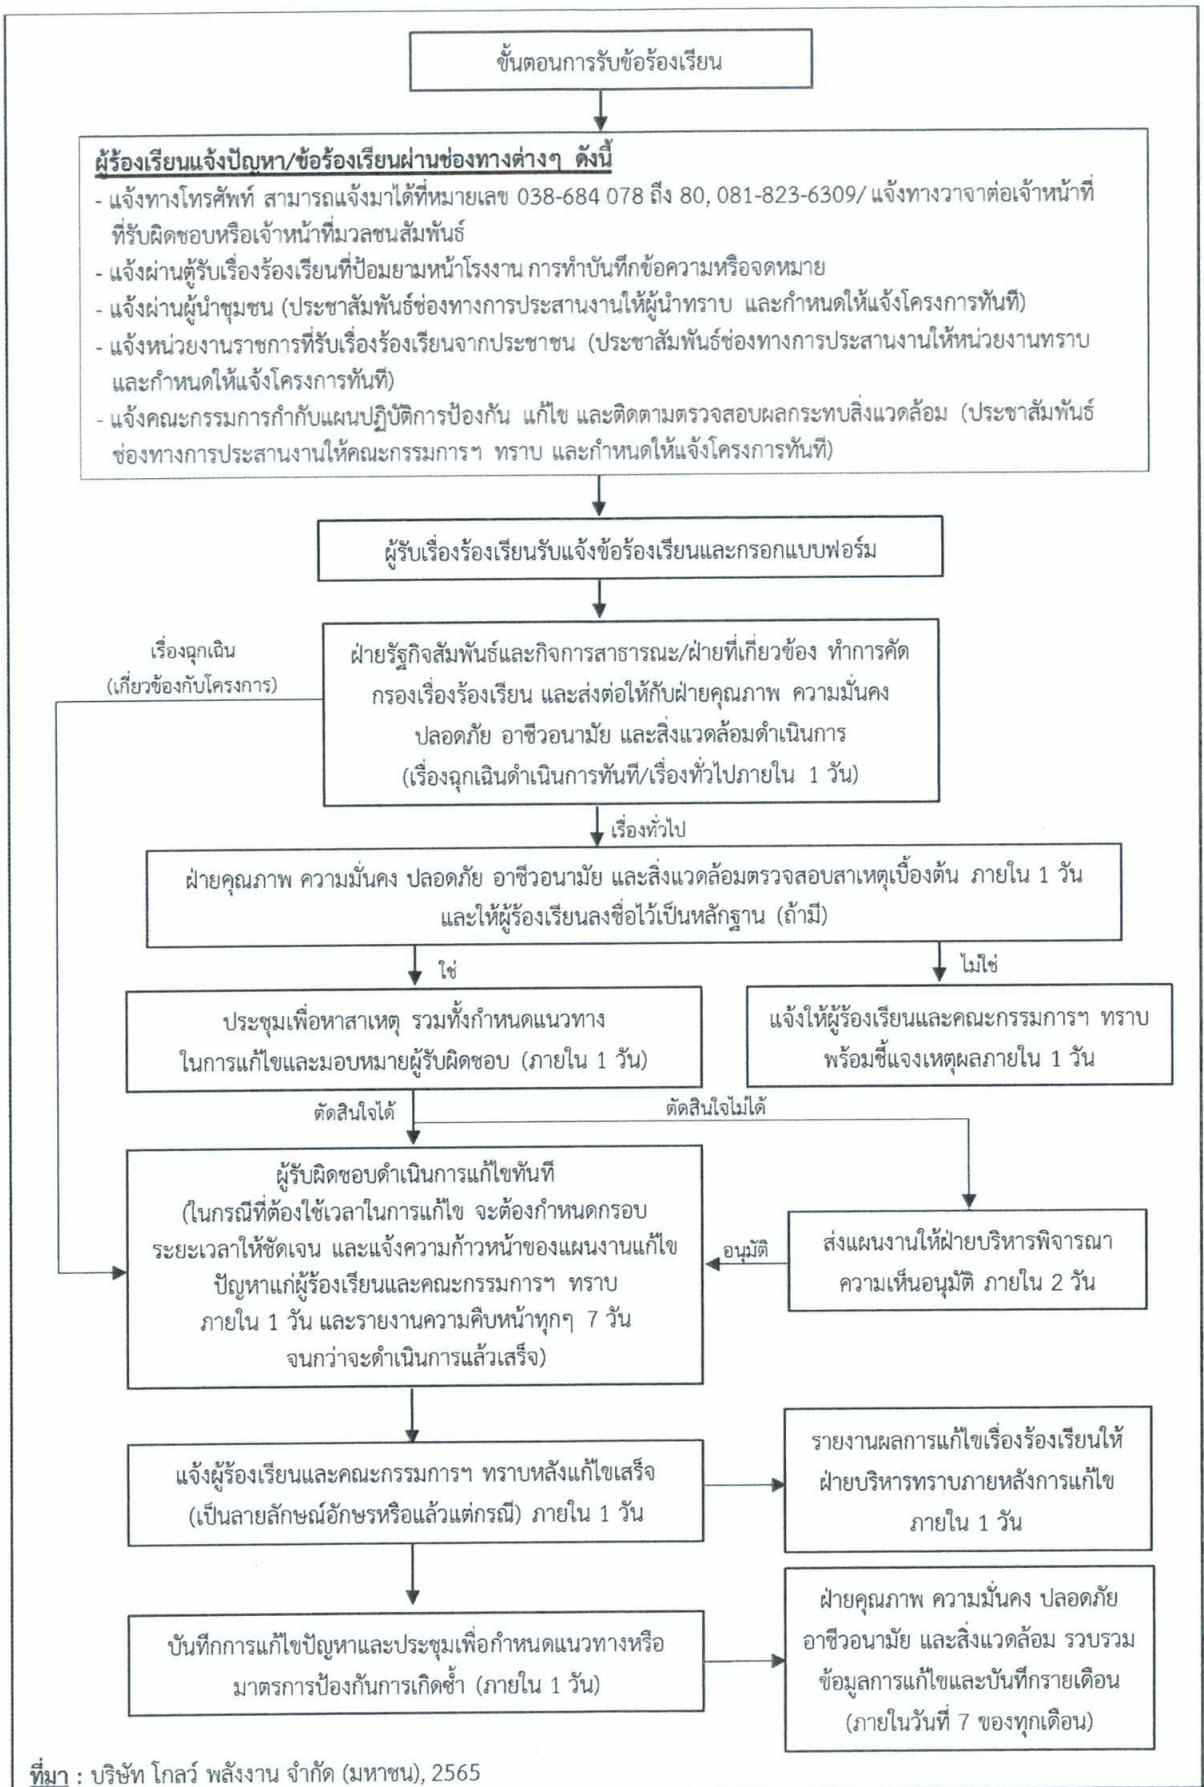 ขั้นตอนการรับข้อร้องเรียน
ผู้ร้องเรียนแจ้งปัญหา/ข้อร้องเรียนผ่านช่องทางต่างๆ ดังนี้
- แจ้งทางโทรศัพท์ สามารถแจ้งมาได้ที่หมายเลข 038-684 078 ถึง 80, 081-823-6309/ แจ้งทางวาจาต่อเจ้าหน้าที่
ที่รับผิดชอบหรือเจ้าหน้าที่มวลชนสัมพันธ์
- แจ้งผ่านตู้รับเรื่องร้องเรียนที่ป้อมยามหน้าโรงงาน การทำบันทึกข้อความหรือจดหมาย
- แจ้งผ่านผู้นำชุมชน (ประชาสัมพันธ์ช่องทางการประสานงานให้ผู้นำทราบ และกำหนดให้แจ้งโครงการทันที)
- แจ้งหน่วยงานราชการที่รับเรื่องร้องเรียนจากประชาชน (ประชาสัมพันธ์ช่องทางการประสานงานให้หน่วยงานทราบ
และกำหนดให้แจ้งโครงการทันที)
- แจ้งคณะกรรมการกำกับแผนปฏิบัติการป้องกัน แก้ไข และติดตามตรวจสอบผลกระทบสิ่งแวดล้อม (ประชาสัมพันธ์
ช่องทางการประสานงานให้คณะกรรมการฯ ทราบ และกำหนดให้แจ้งโครงการทันที)
ผู้รับเรื่องร้องเรียนรับแจ้งข้อร้องเรียนและกรอกแบบฟอร์ม
เรื่องฉุกเฉิน
(เกี่ยวข้องกับโครงการ)
ฝ่ายรัฐกิจสัมพันธ์และกิจการสาธารณะ/ฝ่ายที่เกี่ยวข้อง ทำการคัด
กรองเรื่องร้องเรียน และส่งต่อให้กับฝ่ายคุณภาพ ความมั่นคง
ปลอดภัย อาชีวอนามัย และสิ่งแวดล้อมดำเนินการ
(เรื่องฉุกเฉินดำเนินการทันที/เรื่องทั่วไปภายใน 1 วัน)
เรื่องทั่วไป
ฝ่ายคุณภาพ ความมั่นคง ปลอดภัย อาชีวอนามัย และสิ่งแวดล้อมตรวจสอบสาเหตุเบื้องต้น ภายใน 1 วัน
และให้ผู้ร้องเรียนลงชื่อไว้เป็นหลักฐาน (ถ้ามี)
ใช่
ไม่ใช่
ประชุมเพื่อหาสาเหตุ รวมทั้งกำหนดแนวทาง
ในการแก้ไขและมอบหมายผู้รับผิดชอบ (ภายใน 1 วัน)
แจ้งให้ผู้ร้องเรียนและคณะกรรมการฯ ทราบ
พร้อมชี้แจงเหตุผลภายใน 1 วัน
ตัดสินใจได้
ตัดสินใจไม่ได้
ผู้รับผิดชอบดำเนินการแก้ไขทันที
(ในกรณีที่ต้องใช้เวลาในการแก้ไข จะต้องกำหนดกรอบ
ระยะเวลาให้ชัดเจน และแจ้งความก้าวหน้าของแผนงานแก้ไข
ปัญหาแก่ผู้ร้องเรียนและคณะกรรมการฯ ทราบ
ภายใน 1 วัน และรายงานความคืบหน้าทุกๆ 7 วัน
จนกว่าจะดำเนินการแล้วเสร็จ)
อนุมัติ
ส่งแผนงานให้ฝ่ายบริหารพิจารณา
ความเห็นอนุมัติ ภายใน 2 วัน
แจ้งผู้ร้องเรียนและคณะกรรมการฯ ทราบหลังแก้ไขเสร็จ
(เป็นลายลักษณ์อักษรหรือแล้วแต่กรณี) ภายใน 1 วัน
รายงานผลการแก้ไขเรื่องร้องเรียนให้
ฝ่ายบริหารทราบภายหลังการแก้ไข
ภายใน 1 วัน
บันทึกการแก้ไขปัญหาและประชุมเพื่อกำหนดแนวทางหรือ
มาตรการป้องกันการเกิดซ้ำ (ภายใน 1 วัน)
ฝ่ายคุณภาพ ความมั่นคง ปลอดภัย
อาชีวอนามัย และสิ่งแวดล้อม รวบรวม
ข้อมูลการแก้ไขและบันทึกรายเดือน
(ภายในวันที่ 7 ของทุกเดือน)
ที่มา : บริษัท โกลว์ พลังงาน จำกัด (มหาชน), 2565